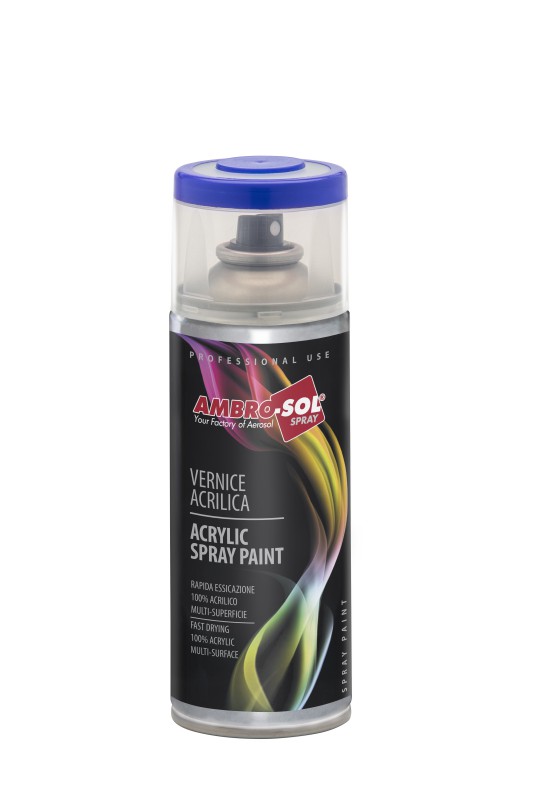 PROFESSIONAL USE
AMBRO-SOL®
SPRAY
Your Factory of Aerosol
VERNICE
ACRILICA
ACRYLIC
SPRAY PAINT
RAPIDA ESSICAZIONE
100% ACRILICO
MULTI-SUPERFICIE
FAST DRYING
100% ACRYLIC
MULTI-SURFACE
SPRAY PAINT